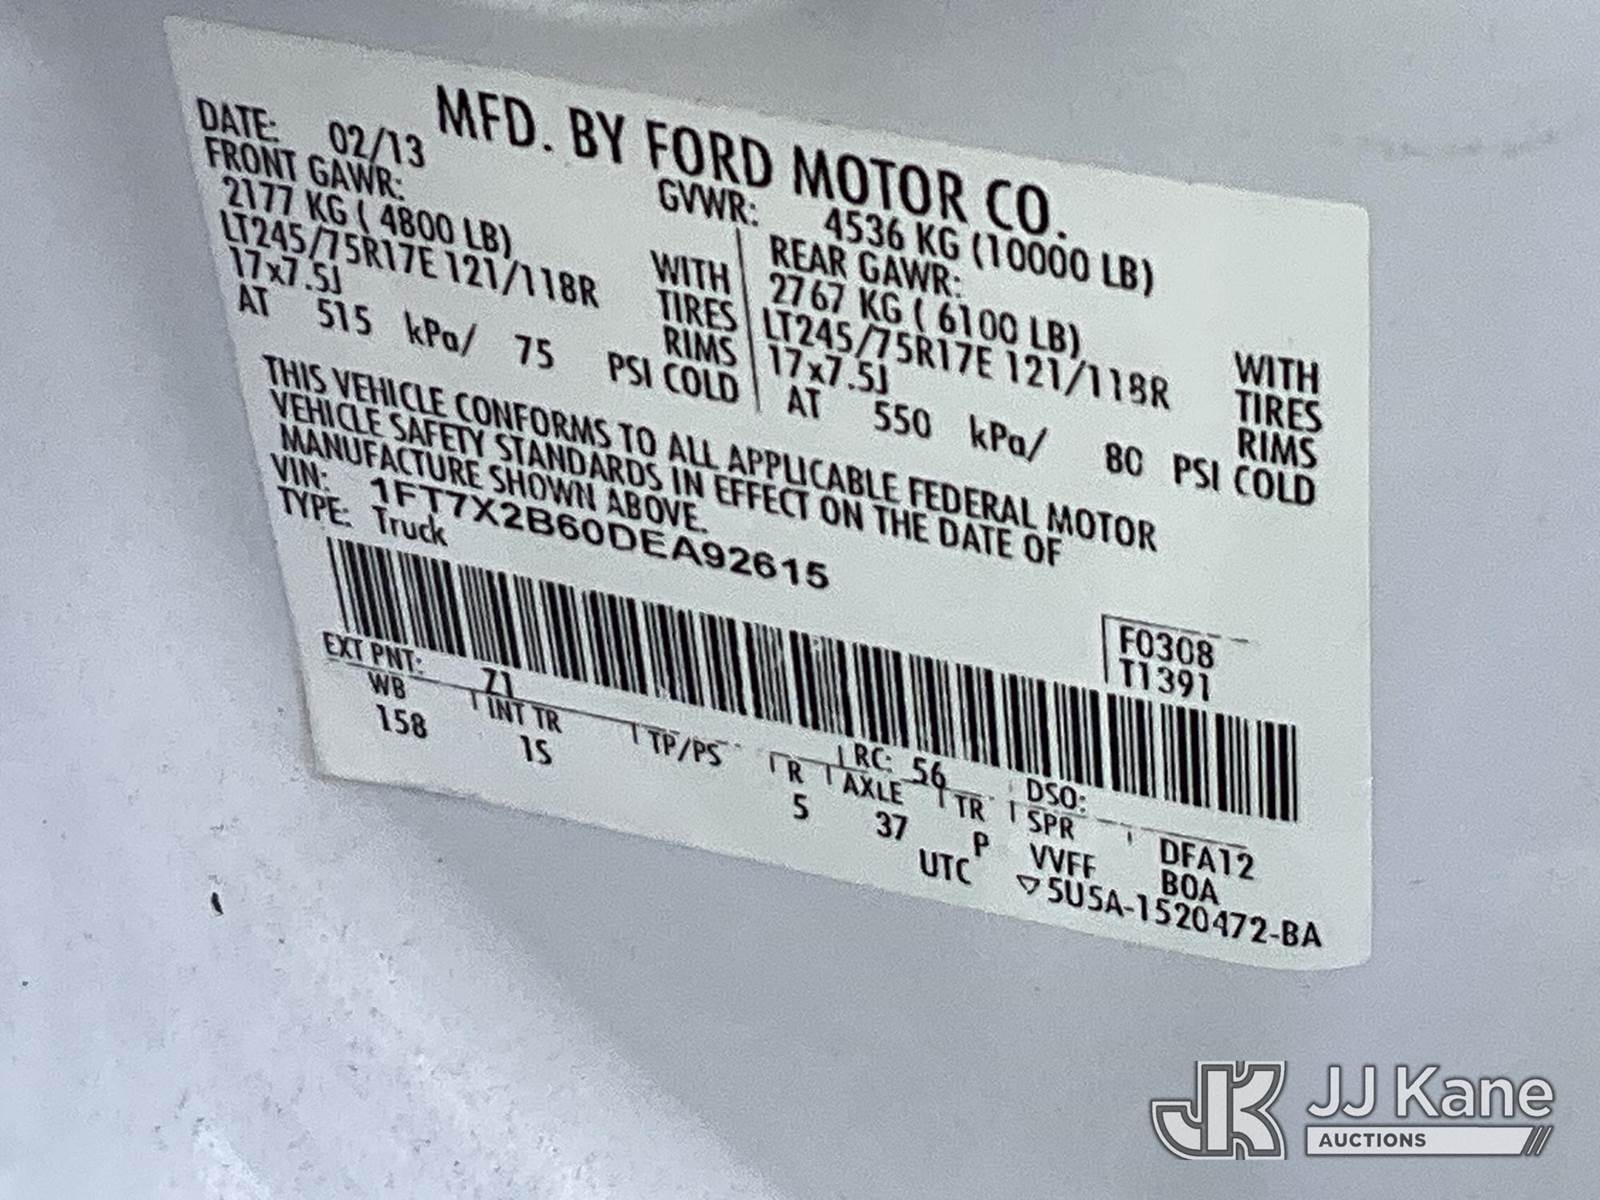 MFD. BY FORD MOTOR CO.
DATE: 02/13
GVWR: 4536 KG (10000 LB)
FRONT GAWR:
2177 KG ( 4800 LB) WITH
LT245/75R17E 121/118R TIRES
17x7.5J RIMS
AT 515 kPa/ 75 PSI COLD
REAR GAWR:
2767 KG ( 6100 LB) WITH
LT245/75R17E 121/118R TIRES
17x7.5J RIMS
AT 550 kPa/ 80 PSI COLD
THIS VEHICLE CONFORMS TO ALL APPLICABLE FEDERAL MOTOR
VEHICLE SAFETY STANDARDS IN EFFECT ON THE DATE OF
MANUFACTURE SHOWN ABOVE.
VIN: 1FT7X2B60DEA92615
TYPE: Truck
F0308
T1391
EXT PNT: 71 RC: 56 DSO:
WB INT TR TP/PS R AXLE TR SPR DFA12
158 15 5 37 P VVFF BOA
UTC ▽5U5A-1520472-BA
JK JJ Kane
AUCTIONS